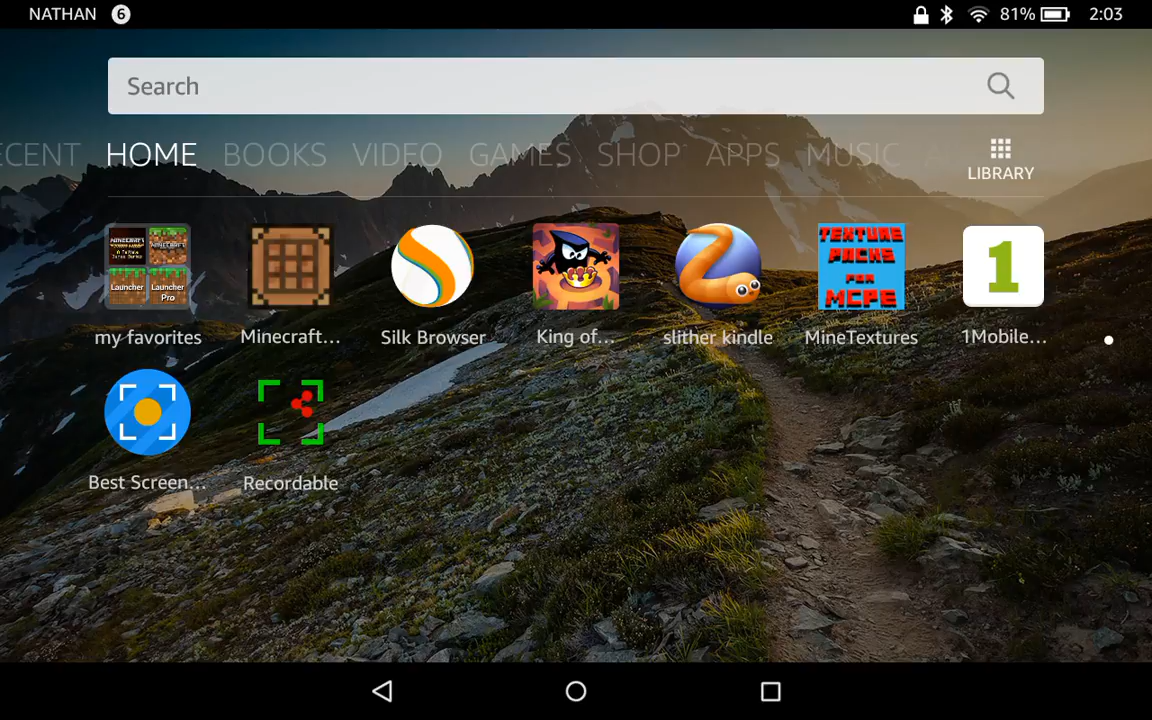 NATHAN 6 81% 2:03
Search
ECENT HOME BOOKS VIDEO GAMES SHOP APPS MUSIC
LIBRARY
Launcher Launcher Pro
TEXTURE PACKS FOR MCPE
1
my favorites Minecraft... Silk Browser King of... slither kindle MineTextures 1Mobile...
Best Screen... Recordable